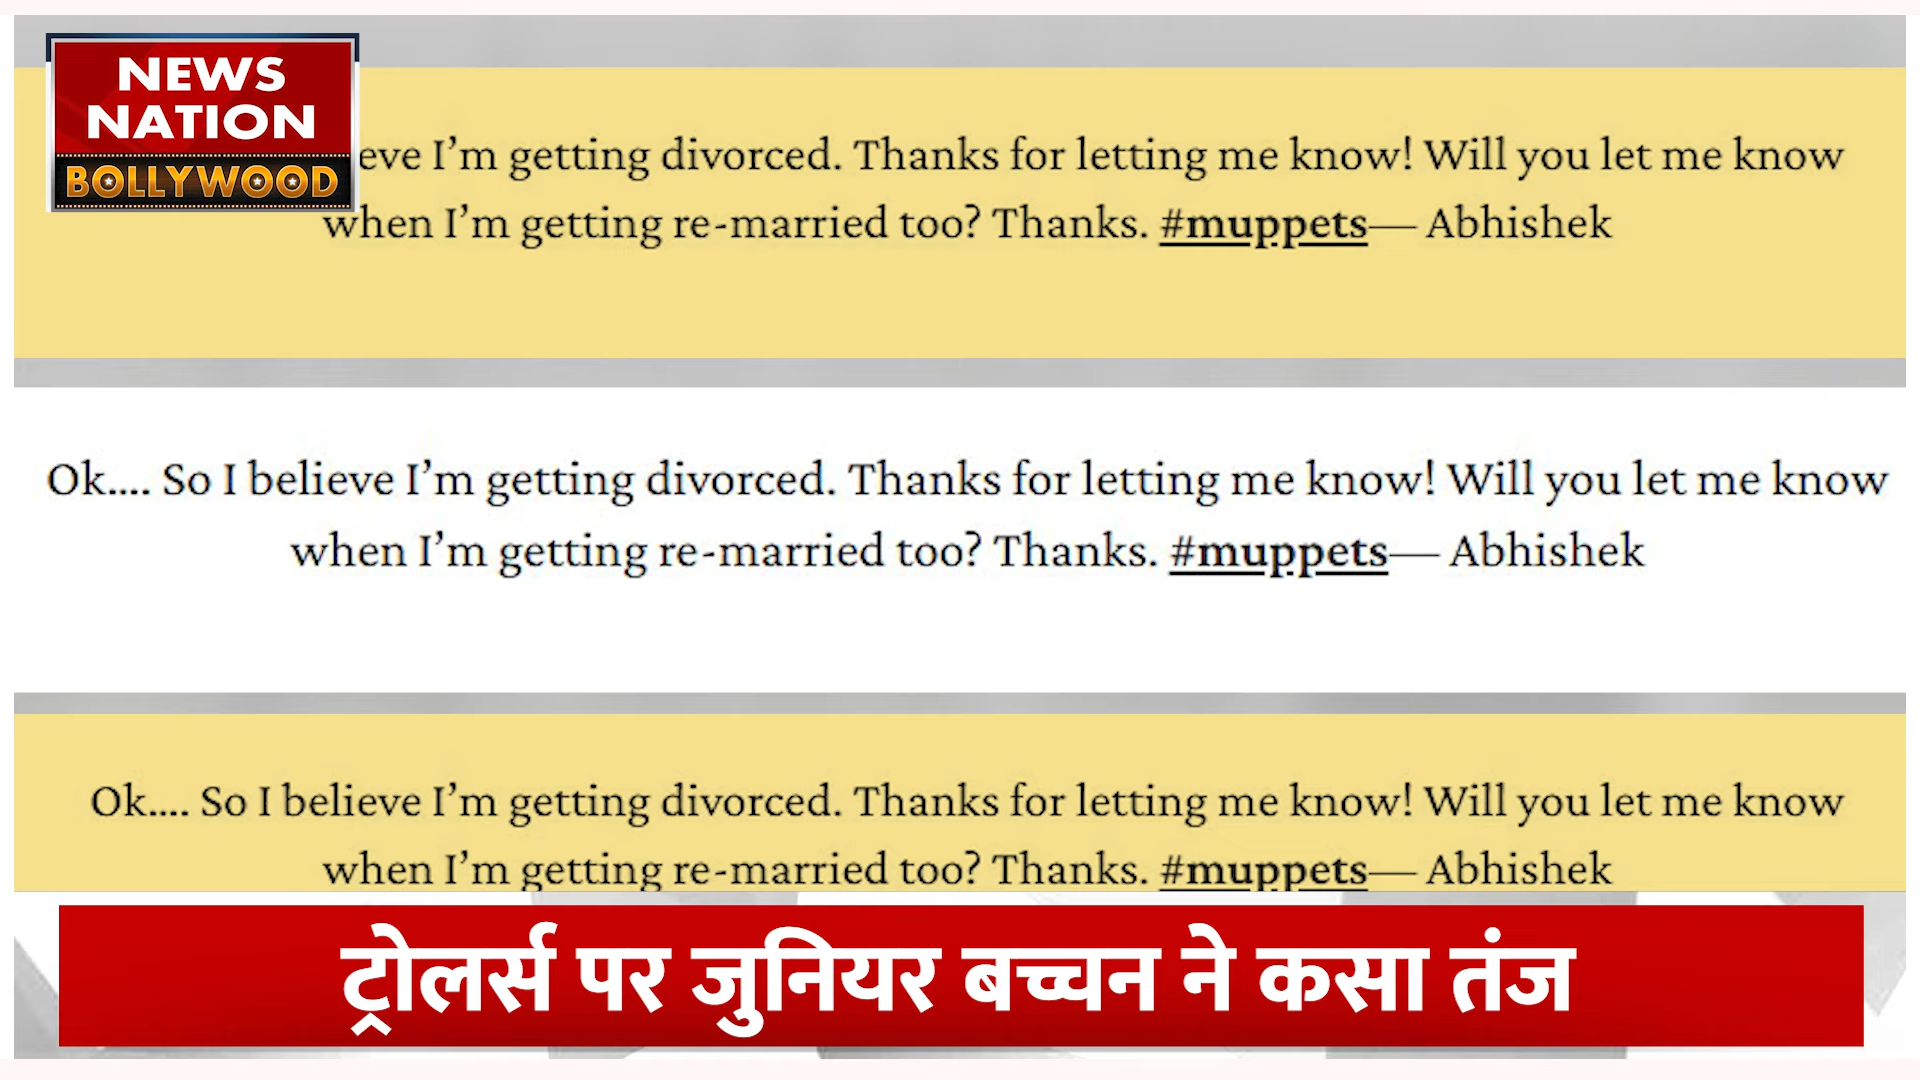 NEWS
NATION
BOLLYWOOD
I'm getting divorced. Thanks for letting me know! Will you let me know
when I'm getting re-married too? Thanks. #muppets— Abhishek
Ok.... So I believe I'm getting divorced. Thanks for letting me know! Will you let me know
when I'm getting re-married too? Thanks. #muppets— Abhishek
Ok.... So I believe I'm getting divorced. Thanks for letting me know! Will you let me know
when I'm getting re-married too? Thanks. #muppets— Abhishek
ट्रोलर्स पर जुनियर बच्चन ने कसा तंज